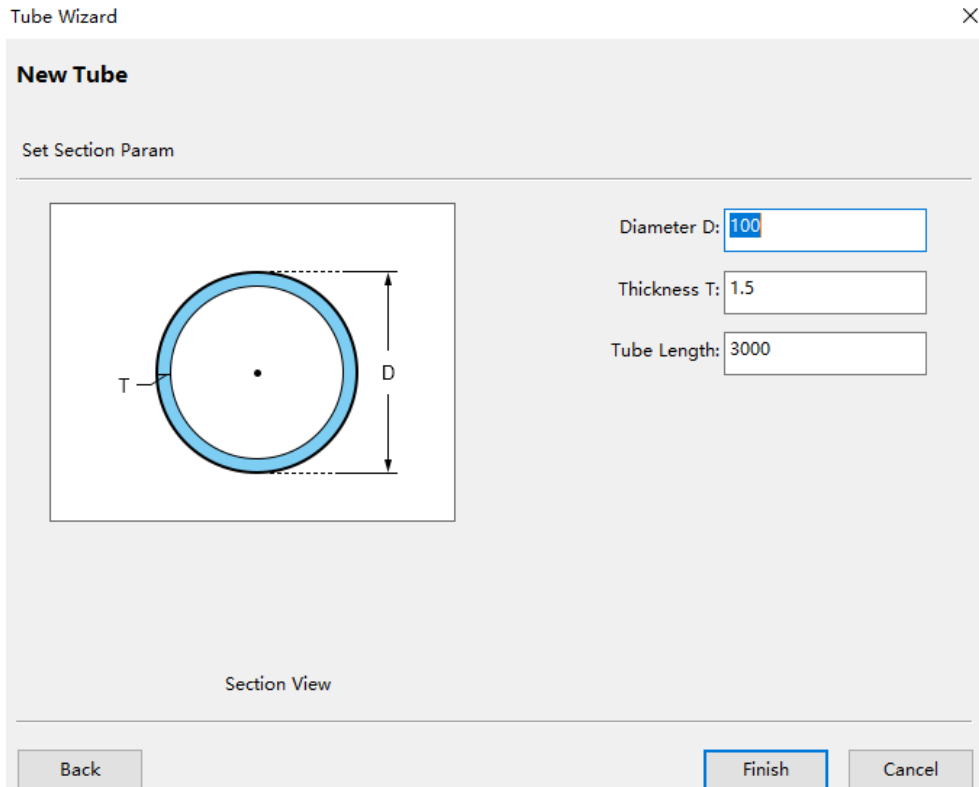 Tube Wizard
New Tube
Set Section Param
Diameter D: 100
Thickness T: 1.5
Tube Length: 3000
T
D
Section View
Back
Finish
Cancel